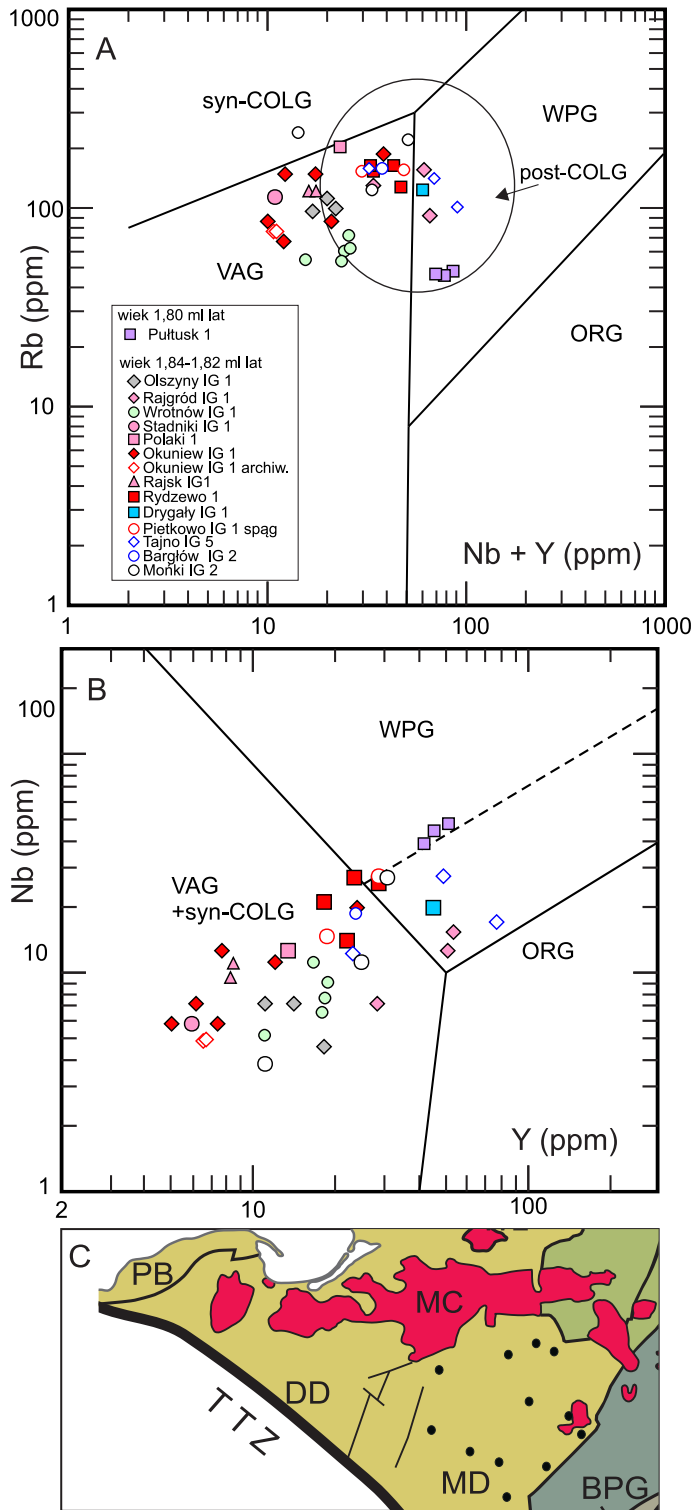 A
syn-COLG
WPG
post-COLG
VAG
ORG
Rb (ppm)
1000
100
10
1
wiek 1,80 ml lat
Pułtusk 1
wiek 1,84-1,82 ml lat
Olszyny IG 1
Rajgród IG 1
Wrotnów IG 1
Stadniki IG 1
Polaki 1
Okuniew IG 1
Okuniew IG 1 archiw.
Rajsk IG1
Rydzewo 1
Drygały IG 1
Pietkowo IG 1 spąg
Tajno IG 5
Bargłów IG 2
Mońki IG 2
Nb + Y (ppm)
1 10 100 1000
B
WPG
VAG
+syn-COLG
ORG
Nb (ppm)
100
10
1
Y (ppm)
2 10 100
C
PB
MC
DD
TTZ
MD
BPG